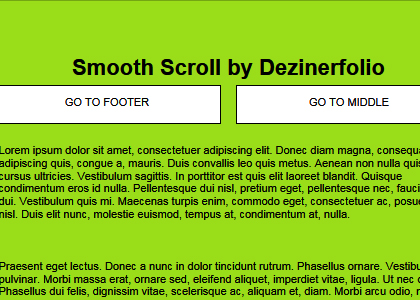 Smooth Scroll by Dezinerfolio
GO TO FOOTER
GO TO MIDDLE
Lorem ipsum dolor sit amet, consectetuer adipiscing elit. Donec diam magna,
adipiscing quis, congue a, mauris. Duis convallis leo quis metus. Aenean non nulla
cursus ultricies. Vestibulum sagittis. In porttitor est quis elit laoreet blandit. Quisque
condimentum eros id nulla. Pellentesque dui nisl, pretium eget, pellentesque nec,
dui. Vestibulum quis mi. Maecenas turpis enim, commodo eget, consectetuer ac,
nisl. Duis elit nunc, molestie euismod, tempus at, condimentum at, nulla.
Praesent eget lectus. Donec a nunc in dolor tincidunt rutrum. Phasellus ornare.
pulvinar. Morbi massa erat, ornare sed, eleifend aliquet, imperdiet vitae, ligula. Ut nec
Phasellus dui felis, dignissim vitae, scelerisque ac, aliquam et, diam. Morbi arcu odio,